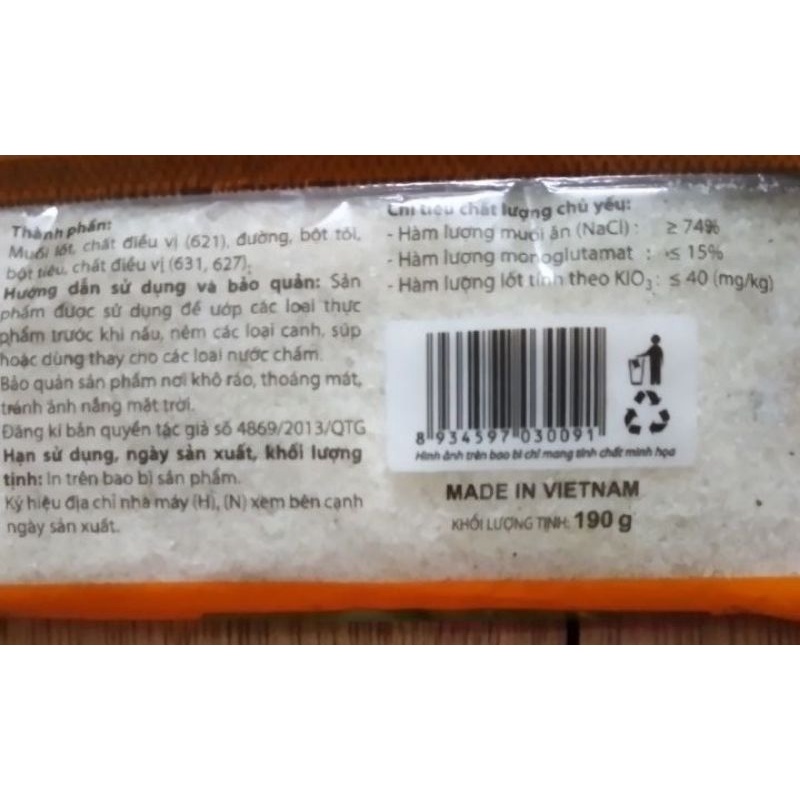 Thành phần:
Muối Iốt, chất điều vị (621), đường, bột tỏi,
bột tiêu, chất điều vị (631, 627).
Hướng dẫn sử dụng và bảo quản: Sản
phẩm được sử dụng để ướp các loại thực
phẩm trước khi nấu, nêm các loại canh, súp
hoặc dùng thay cho các loại nước chấm.
Bảo quản sản phẩm nơi khô ráo, thoáng mát,
tránh ánh nắng mặt trời.
Đăng kí bản quyền tác giả số 4869/2013/QTG
Hạn sử dụng, ngày sản xuất, khối lượng
tịnh: In trên bao bì sản phẩm.
Ký hiệu địa chỉ nhà máy (H), (N) xem bên cạnh
ngày sản xuất.
Chỉ tiêu chất lượng chủ yếu:
- Hàm lượng muối ăn (NaCl) : ≥ 74%
- Hàm lượng monoglutamat : ≤ 15%
- Hàm lượng Iốt tính theo KIO₃ : ≤ 40 (mg/kg)
8 934597 030091
Hình ảnh trên bao bì chỉ mang tính chất minh họa
MADE IN VIETNAM
KHỐI LƯỢNG TỊNH: 190 g